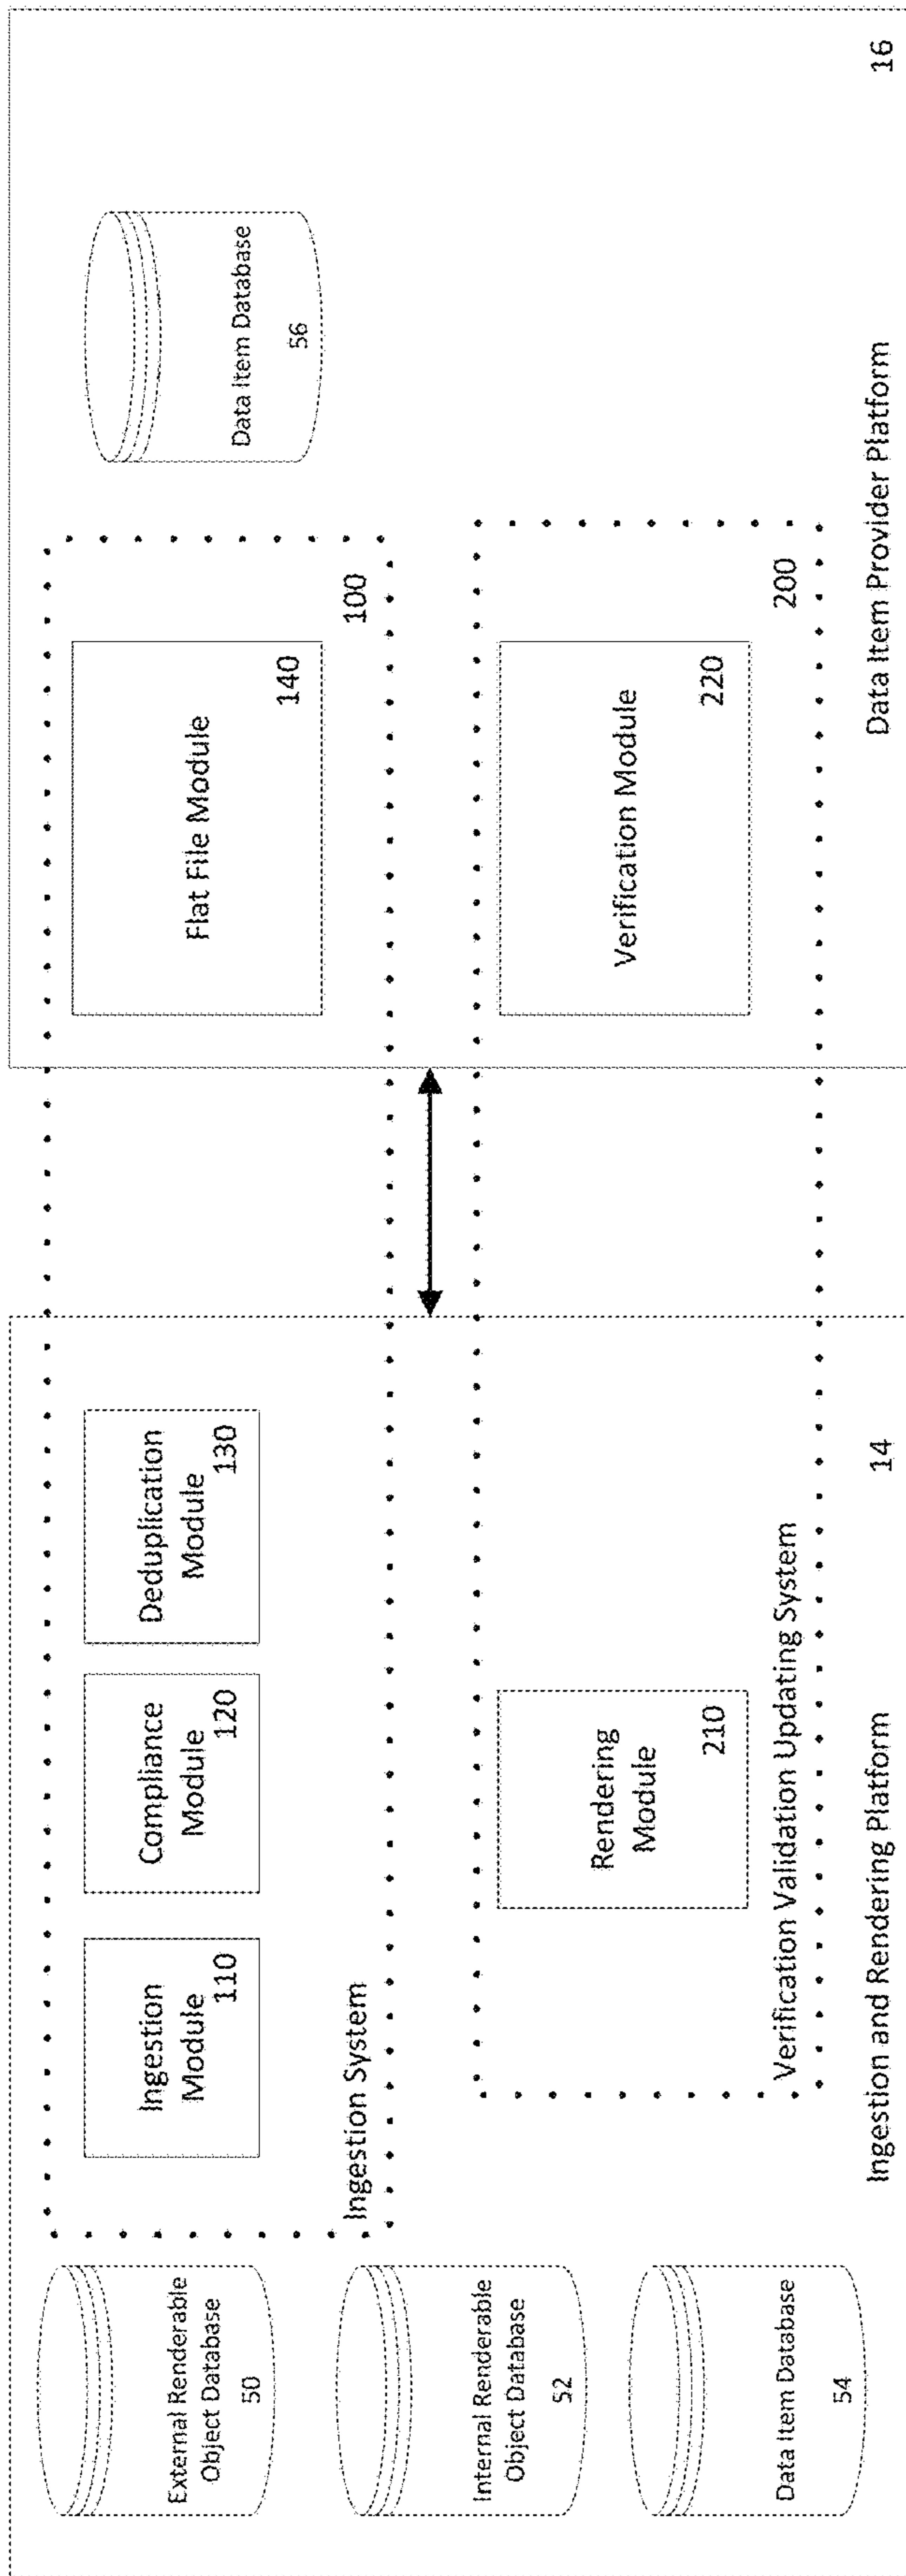 External Renderable
Object Database
50
Internal Renderable
Object Database
52
Data Item Database
54
Ingestion
Module
110
Compliance
Module
120
Deduplication
Module
130
Ingestion System
Rendering
Module
210
Verification Validation Updating System
Ingestion and Rendering Platform
14
Flat File Module
140
100
Verification Module
220
200
Data Item Database
56
Data Item Provider Platform
16